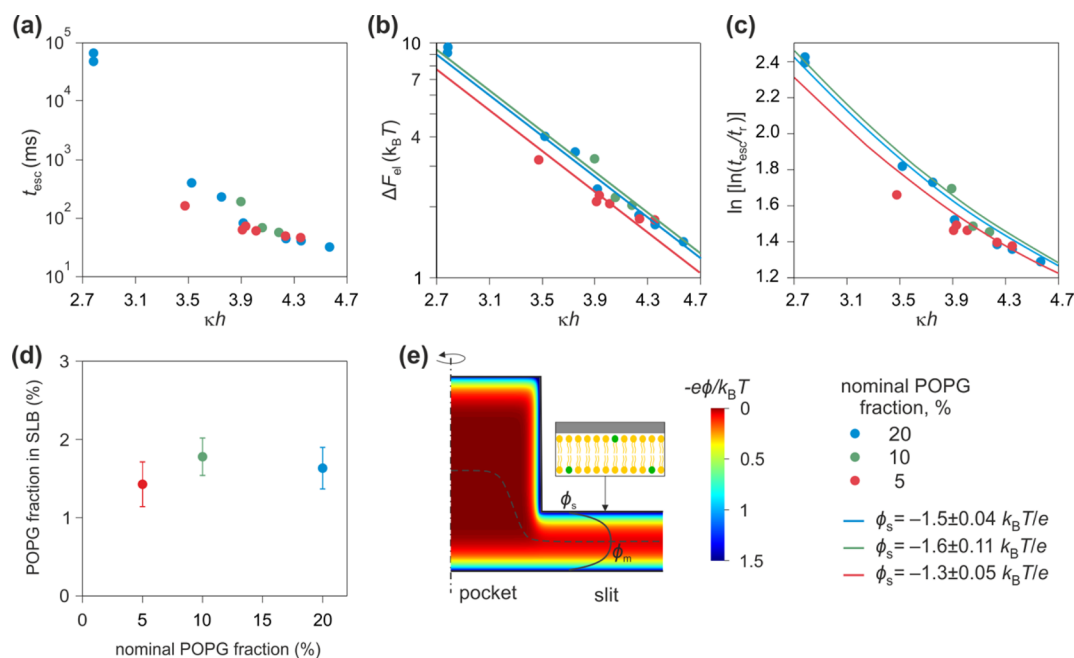 (a)
10^5
10^4
10^3
10^2
10^1
t_esc (ms)
2.7 3.1 3.5 3.9 4.3 4.7
κh
(b)
10
7
4
1
ΔF_el (k_BT)
2.7 3.1 3.5 3.9 4.3 4.7
κh
(c)
2.4
2.2
2.0
1.8
1.6
1.4
1.2
ln [ln(t_esc/t_r)]
2.7 3.1 3.5 3.9 4.3 4.7
κh
(d)
3
2
1
0
POPG fraction in SLB (%)
0 5 10 15 20
nominal POPG fraction (%)
(e)
ϕ_s
ϕ_m
pocket slit
-eϕ/k_BT
0
0.5
1
1.5
nominal POPG
fraction, %
20
10
5
ϕ_s= −1.5±0.04 k_BT/e
ϕ_s= −1.6±0.11 k_BT/e
ϕ_s= −1.3±0.05 k_BT/e